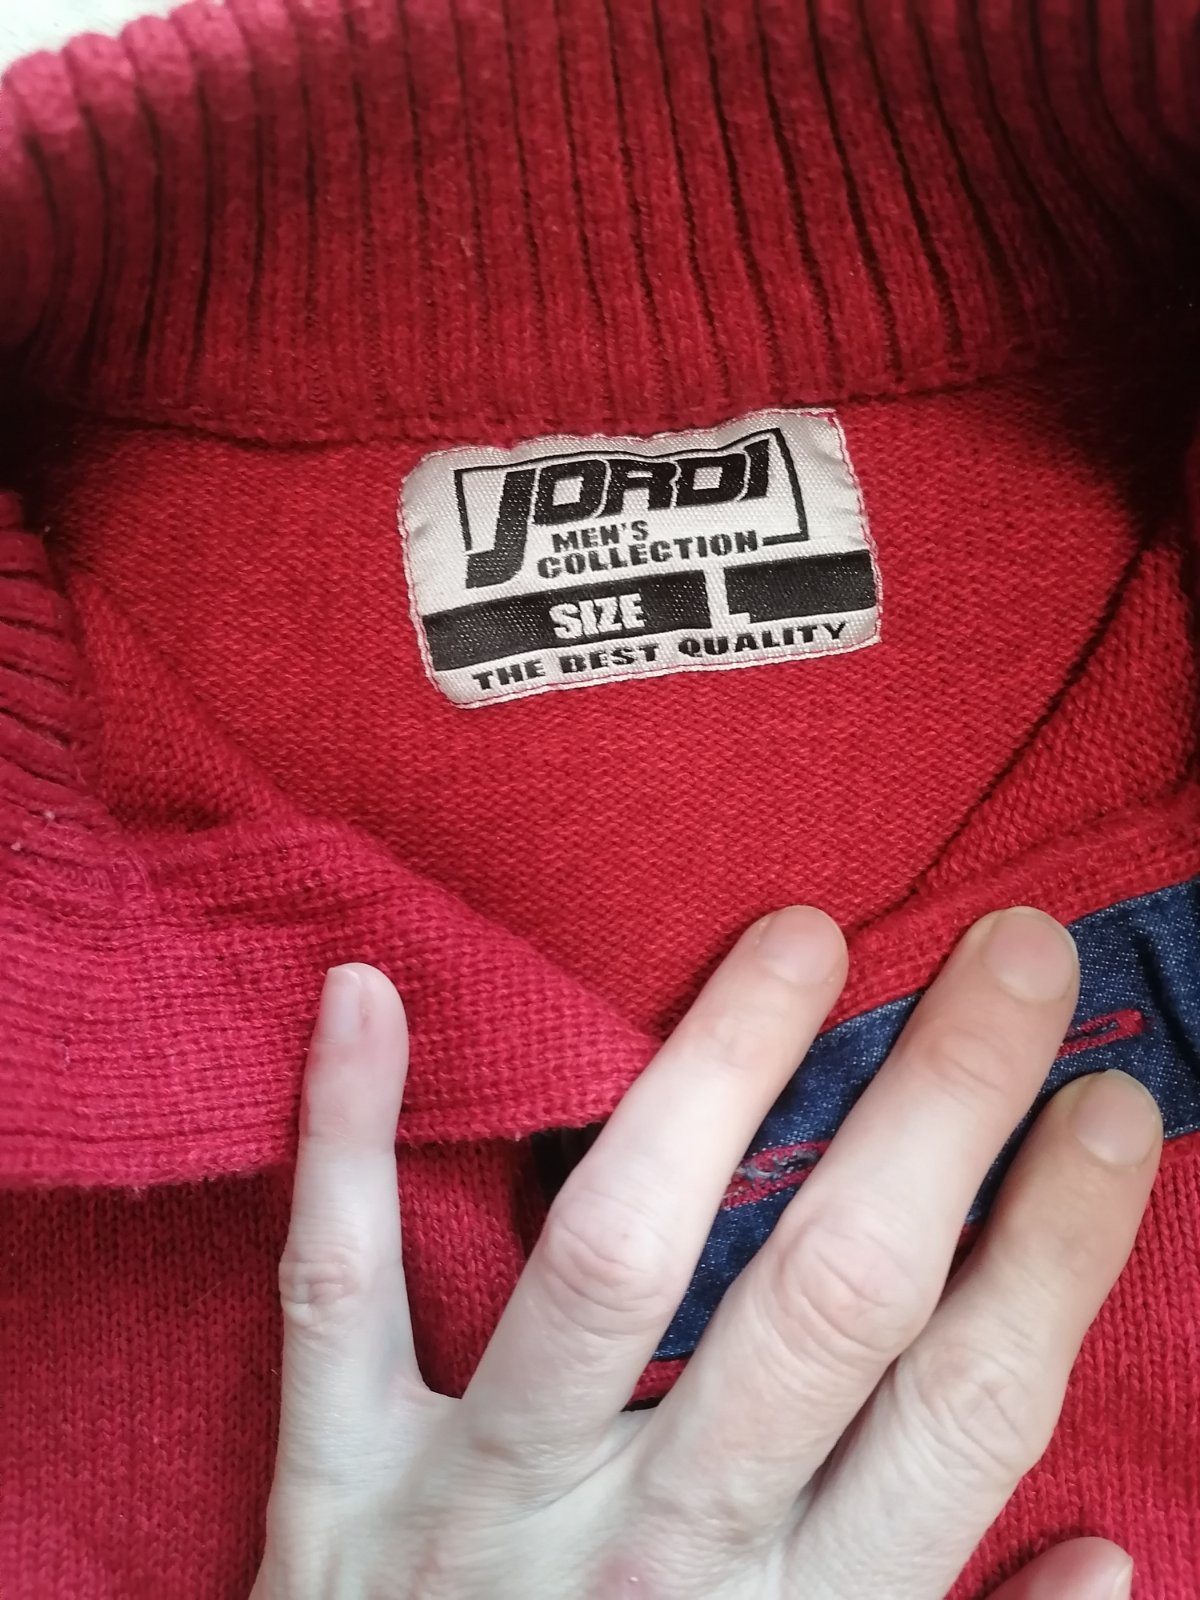 JORDI
MEN'S
COLLECTION
SIZE L
THE BEST QUALITY